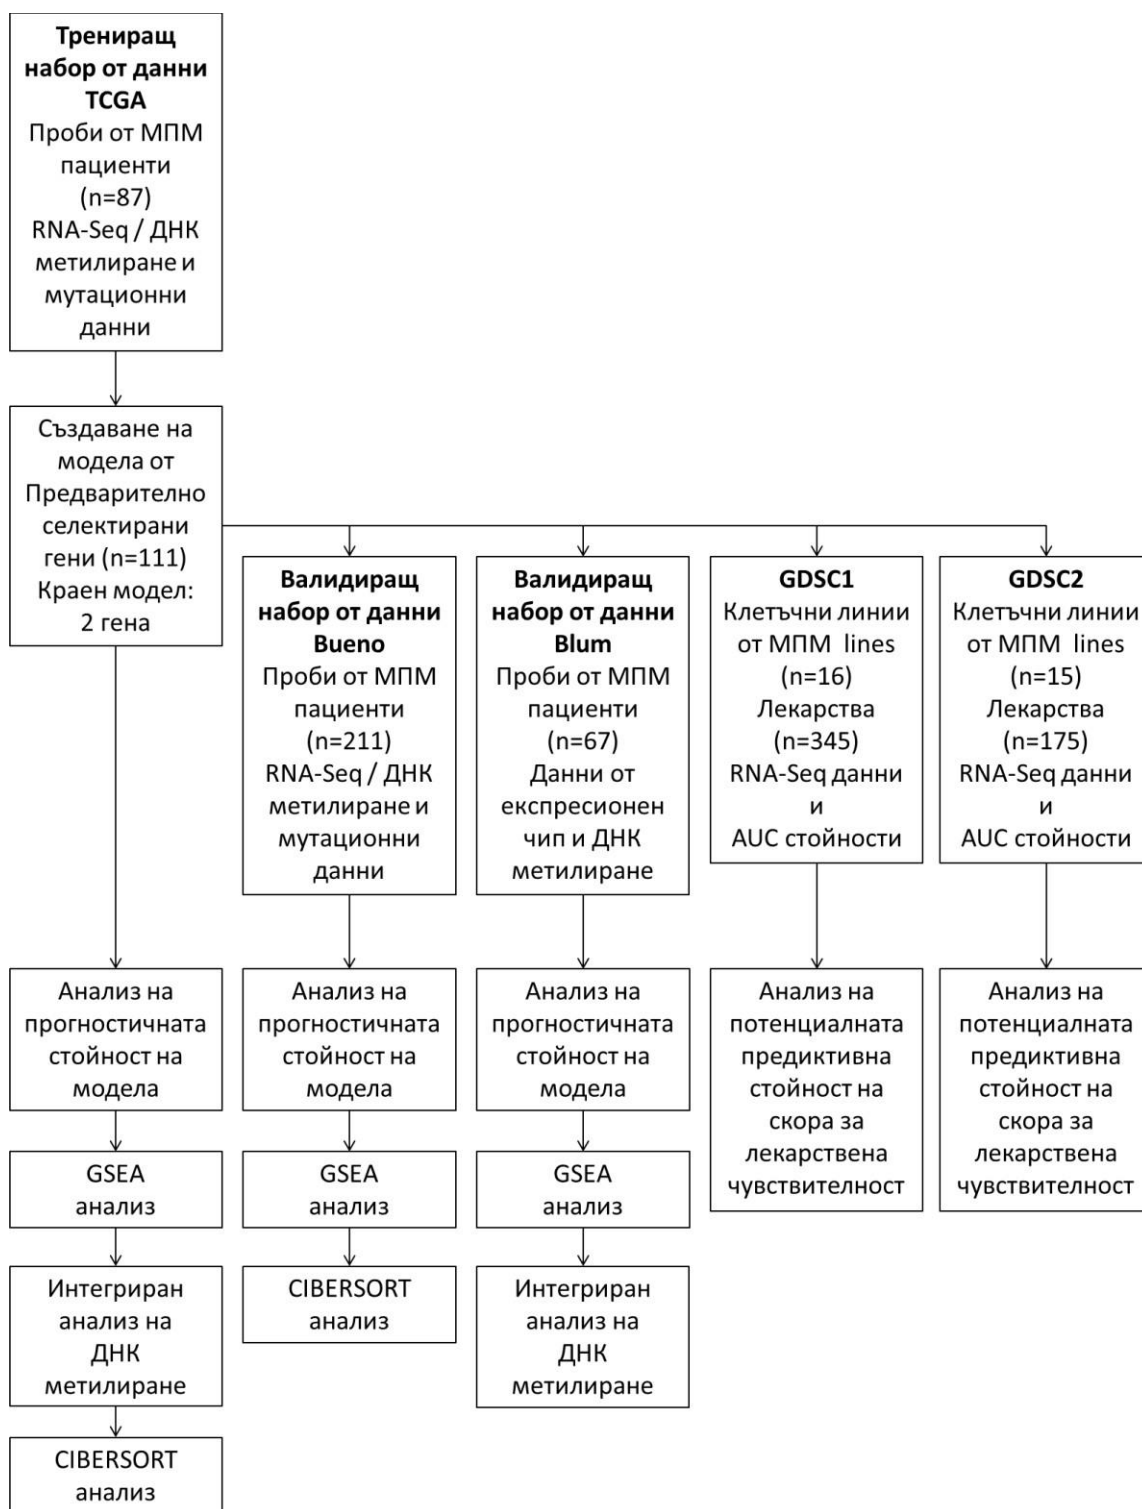 Трениращ
набор от данни
TCGA
Проби от МПМ
пациенти
(n=87)
RNA-Seq / ДНК
метилиране и
мутационни
данни
Създаване на
модела от
Предварително
селектирани
гени (n=111)
Краен модел:
2 гена
Валидиращ
набор от данни
Bueno
Проби от МПМ
пациенти
(n=211)
RNA-Seq / ДНК
метилиране и
мутационни
данни
Валидиращ
набор от данни
Blum
Проби от МПМ
пациенти
(n=67)
Данни от
експресионен
чип и ДНК
метилиране
GDSC1
Клетъчни линии
от МПМ lines
(n=16)
Лекарства
(n=345)
RNA-Seq данни
и
AUC стойности
GDSC2
Клетъчни линии
от МПМ lines
(n=15)
Лекарства
(n=175)
RNA-Seq данни
и
AUC стойности
Анализ на
прогностичната
стойност на
модела
Анализ на
прогностичната
стойност на
модела
Анализ на
прогностичната
стойност на
модела
Анализ на
потенциалната
предиктивна
стойност на
скора за
лекарствена
чувствителност
Анализ на
потенциалната
предиктивна
стойност на
скора за
лекарствена
чувствителност
GSEA
анализ
GSEA
анализ
GSEA
анализ
Интегриран
анализ на
ДНК
метилиране
CIBERSORT
анализ
Интегриран
анализ на
ДНК
метилиране
CIBERSORT
анализ